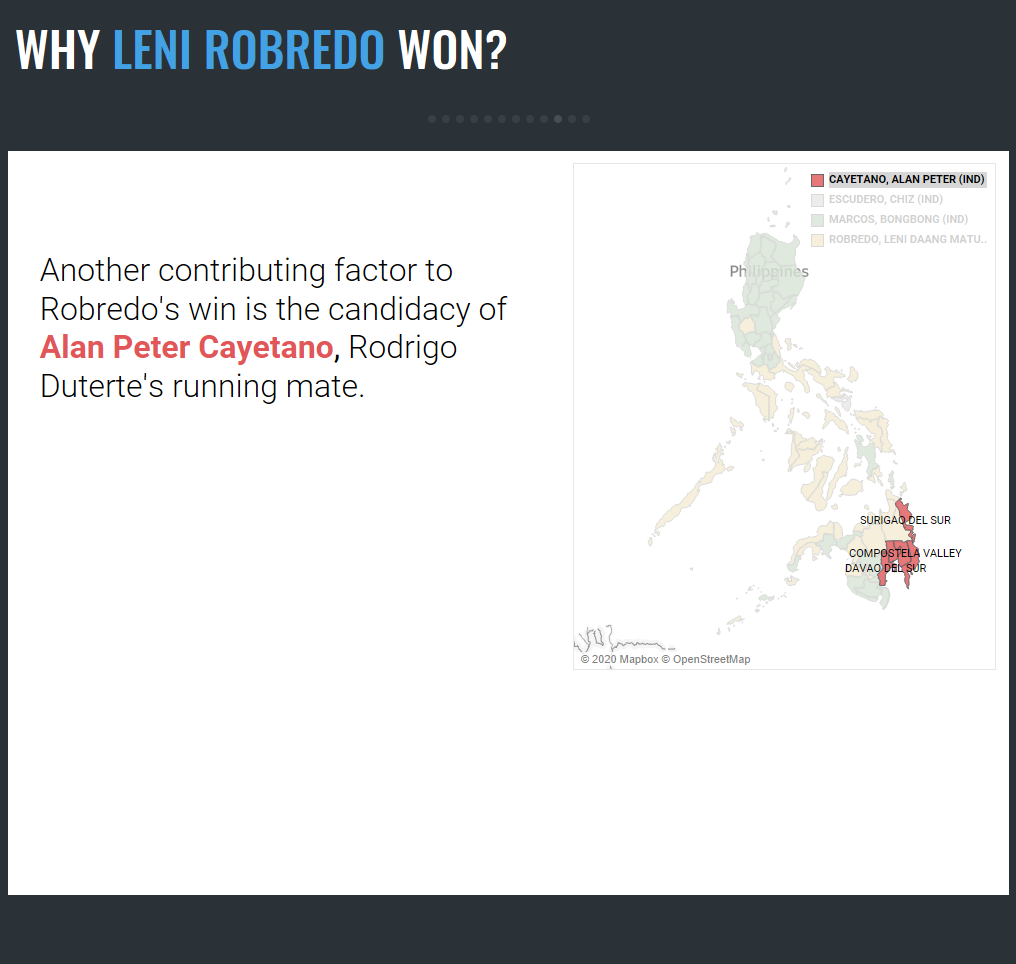 WHY LENI ROBREDO WON?
CAYETANO, ALAN PETER (IND)
ESCUDERO, CHIZ (IND)
MARCOS, BONGBONG (IND)
ROBREDO, LENI DAANG MATU..
Philippines
Another contributing factor to
Robredo's win is the candidacy of
Alan Peter Cayetano, Rodrigo
Duterte's running mate.
SURIGAO DEL SUR
COMPOSTELA VALLEY
DAVAO DEL SUR
© 2020 Mapbox © OpenStreetMap